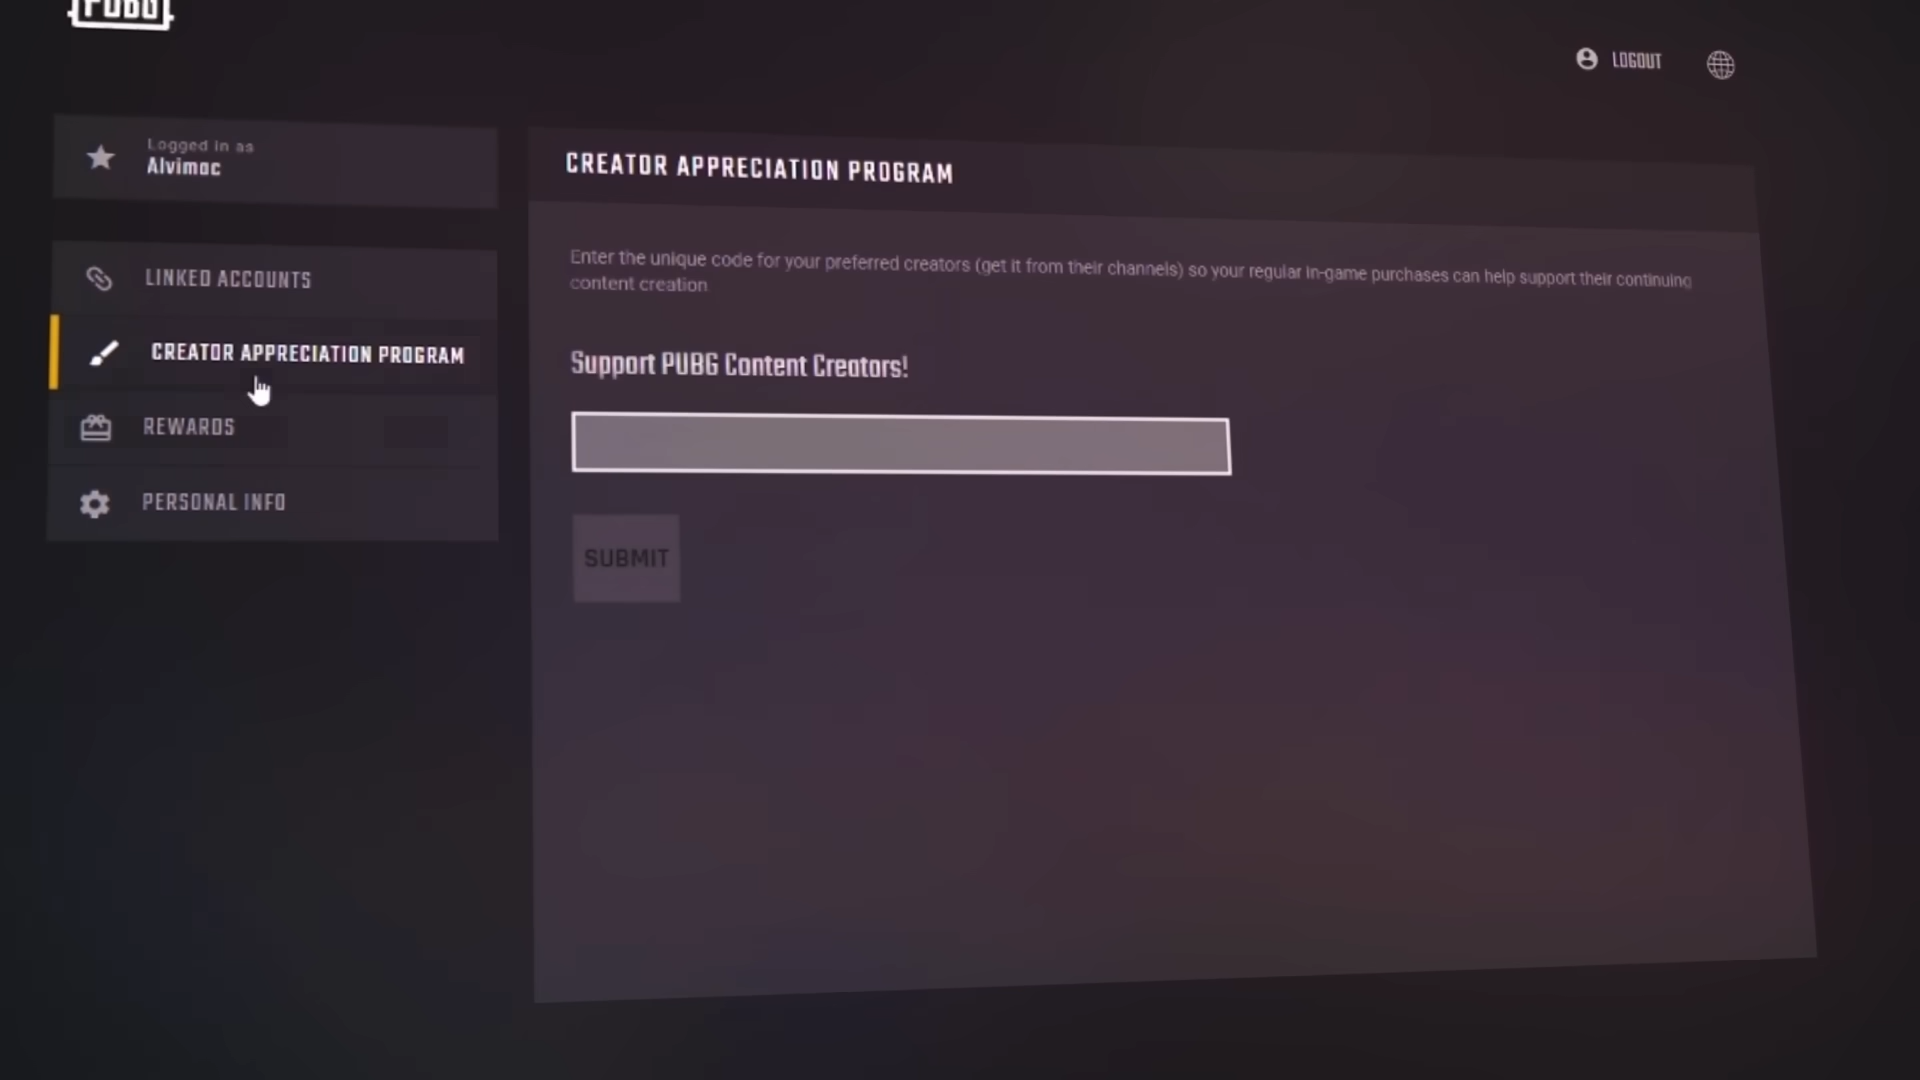 PUBG
LOGOUT
Logged in as
Alvimac
LINKED ACCOUNTS
CREATOR APPRECIATION PROGRAM
REWARDS
PERSONAL INFO
CREATOR APPRECIATION PROGRAM
Enter the unique code for your preferred creators (get it from their channels) so your regular in-game purchases can help support their continuing
content creation
Support PUBG Content Creators!
SUBMIT